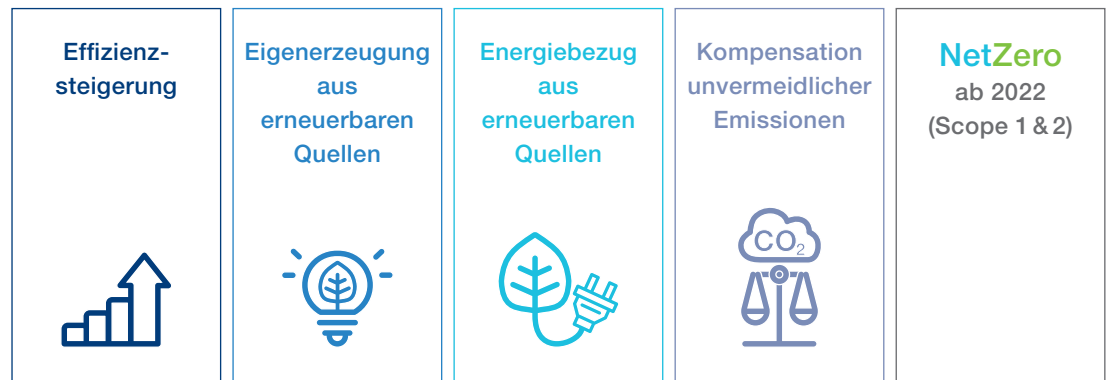 Effizienz-
steigerung
Eigenerzeugung
aus
erneuerbaren
Quellen
Energiebezug
aus
erneuerbaren
Quellen
Kompensation
unvermeidlicher
Emissionen
CO₂
NetZero
ab 2022
(Scope 1 & 2)